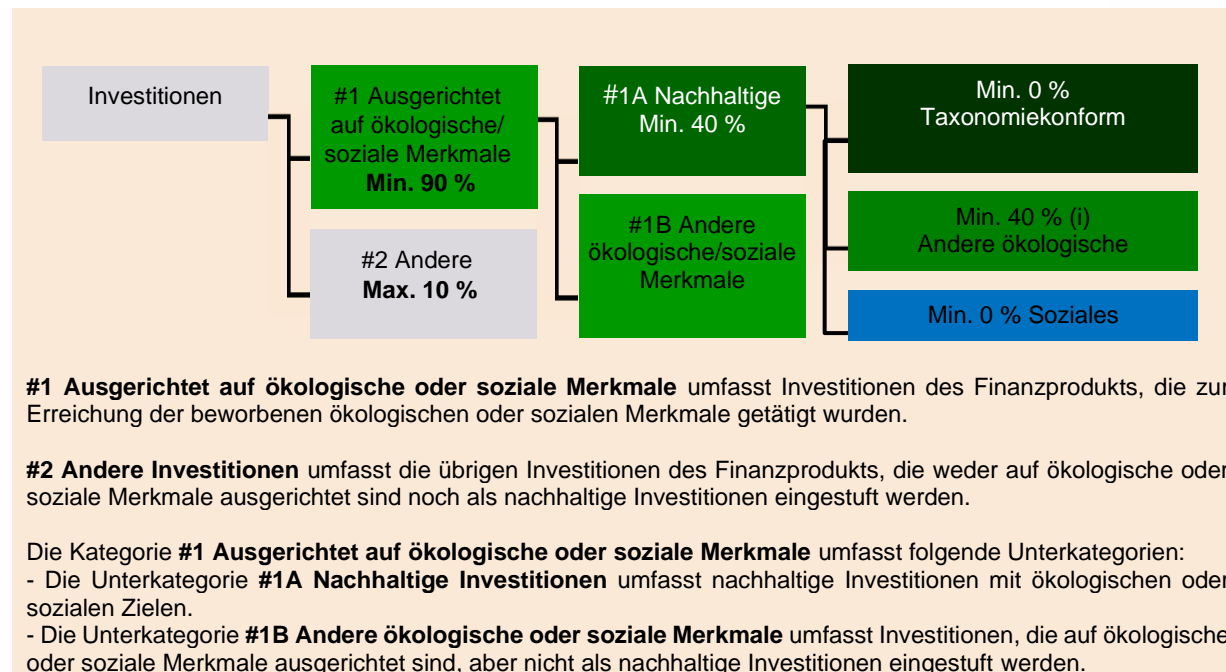 Investitionen
#1 Ausgerichtet
auf ökologische/
soziale Merkmale
Min. 90 %
#2 Andere
Max. 10 %
#1A Nachhaltige
Min. 40 %
#1B Andere
ökologische/soziale
Merkmale
Min. 0 %
Taxonomiekonform
Min. 40 % (i)
Andere ökologische
Min. 0 % Soziales
#1 Ausgerichtet auf ökologische oder soziale Merkmale umfasst Investitionen des Finanzprodukts, die zur
Erreichung der beworbenen ökologischen oder sozialen Merkmale getätigt wurden.
#2 Andere Investitionen umfasst die übrigen Investitionen des Finanzprodukts, die weder auf ökologische oder
soziale Merkmale ausgerichtet sind noch als nachhaltige Investitionen eingestuft werden.
Die Kategorie #1 Ausgerichtet auf ökologische oder soziale Merkmale umfasst folgende Unterkategorien:
- Die Unterkategorie #1A Nachhaltige Investitionen umfasst nachhaltige Investitionen mit ökologischen oder
sozialen Zielen.
- Die Unterkategorie #1B Andere ökologische oder soziale Merkmale umfasst Investitionen, die auf ökologische
oder soziale Merkmale ausgerichtet sind, aber nicht als nachhaltige Investitionen eingestuft werden.